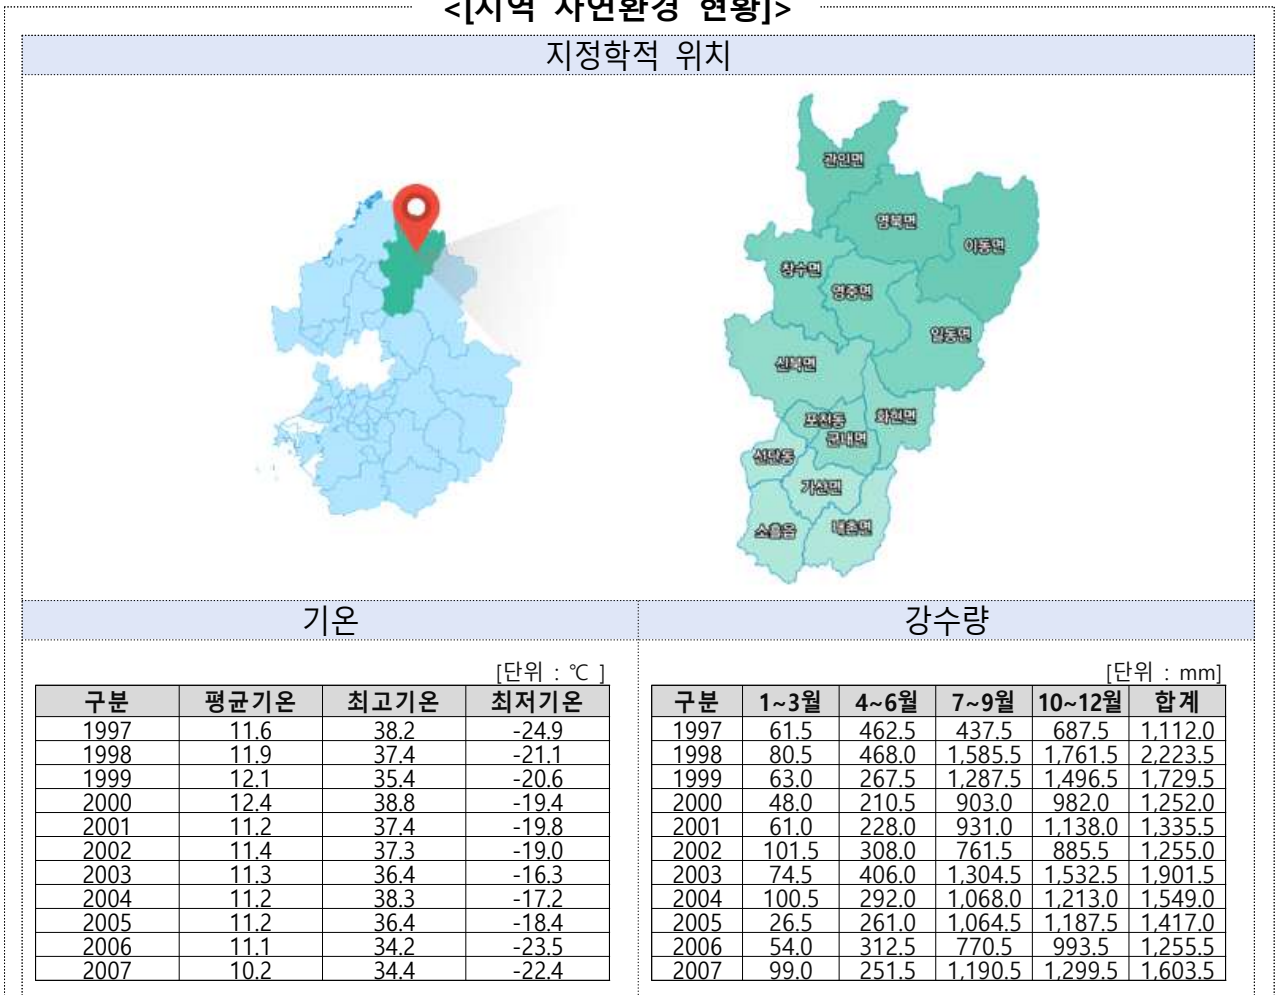 <[지역 자연환경 현황]>
지정학적 위치
관인면
영북면
이동면
창수면
영중면
일동면
신북면
포천동
화현면
군내면
선단동
가산면
소흘읍
내촌면
기온
강수량
[단위 : ℃ ]
[단위 : mm]
구분 평균기온 최고기온 최저기온
1997 11.6 38.2 -24.9
1998 11.9 37.4 -21.1
1999 12.1 35.4 -20.6
2000 12.4 38.8 -19.4
2001 11.2 37.4 -19.8
2002 11.4 37.3 -19.0
2003 11.3 36.4 -16.3
2004 11.2 38.3 -17.2
2005 11.2 36.4 -18.4
2006 11.1 34.2 -23.5
2007 10.2 34.4 -22.4
구분 1~3월 4~6월 7~9월 10~12월 합계
1997 61.5 462.5 437.5 687.5 1,112.0
1998 80.5 468.0 1,585.5 1,761.5 2,223.5
1999 63.0 267.5 1,287.5 1,496.5 1,729.5
2000 48.0 210.5 903.0 982.0 1,252.0
2001 61.0 228.0 931.0 1,138.0 1,335.5
2002 101.5 308.0 761.5 885.5 1,255.0
2003 74.5 406.0 1,304.5 1,532.5 1,901.5
2004 100.5 292.0 1,068.0 1,213.0 1,549.0
2005 26.5 261.0 1,064.5 1,187.5 1,417.0
2006 54.0 312.5 770.5 993.5 1,255.5
2007 99.0 251.5 1,190.5 1,299.5 1,603.5